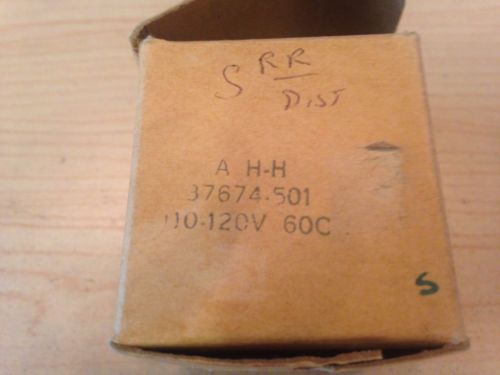 S RR
DIST
A H-H
37674-501
110-120V 60C
S